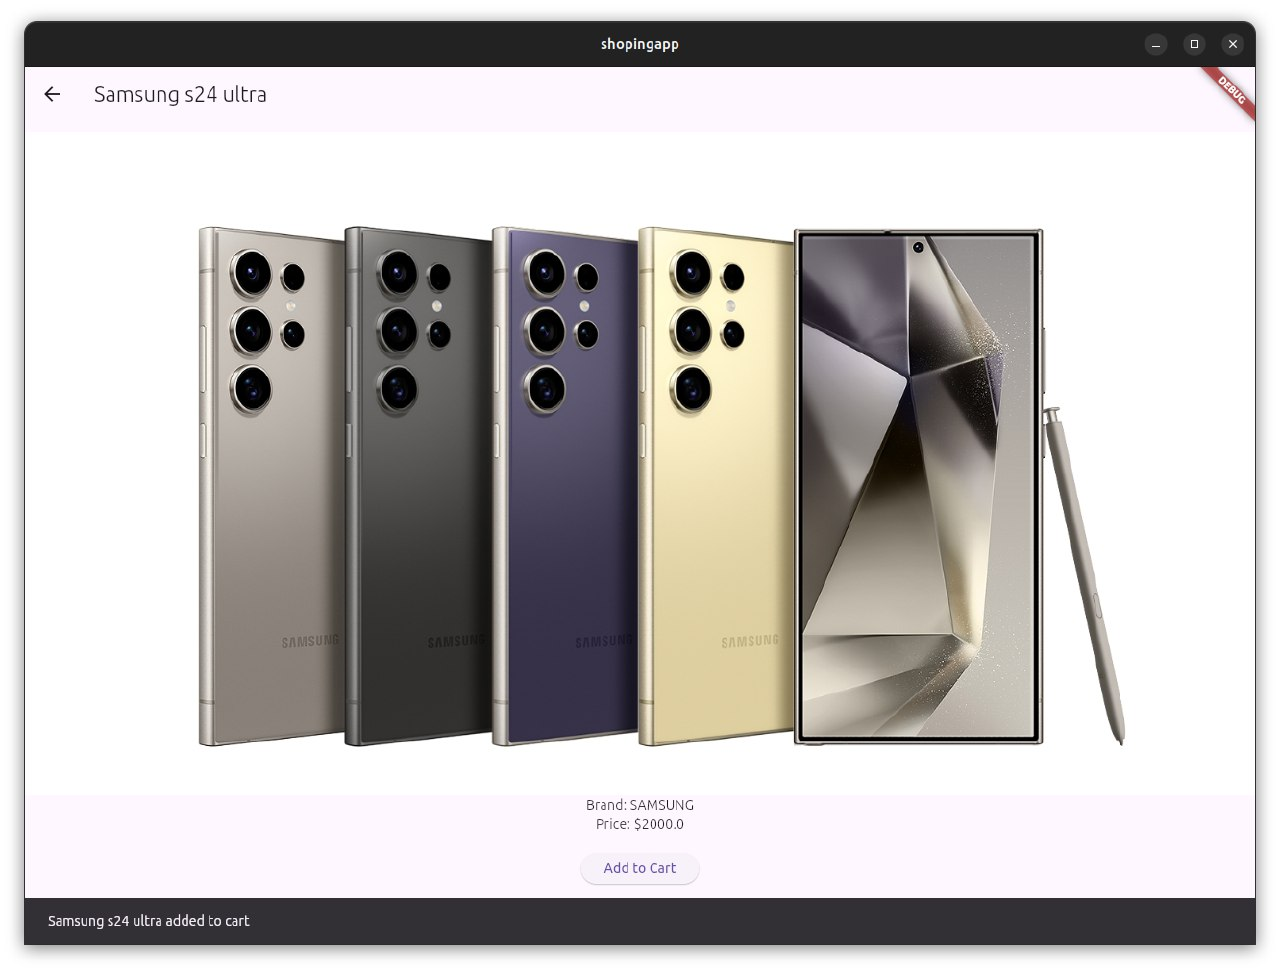 shopingapp
Samsung s24 ultra
DEBUG
SAMSUNG
SAMSUNG
SAMSUNG
SAMSUNG
Brand: SAMSUNG
Price: $2000.0
Add to Cart
Samsung s24 ultra added to cart